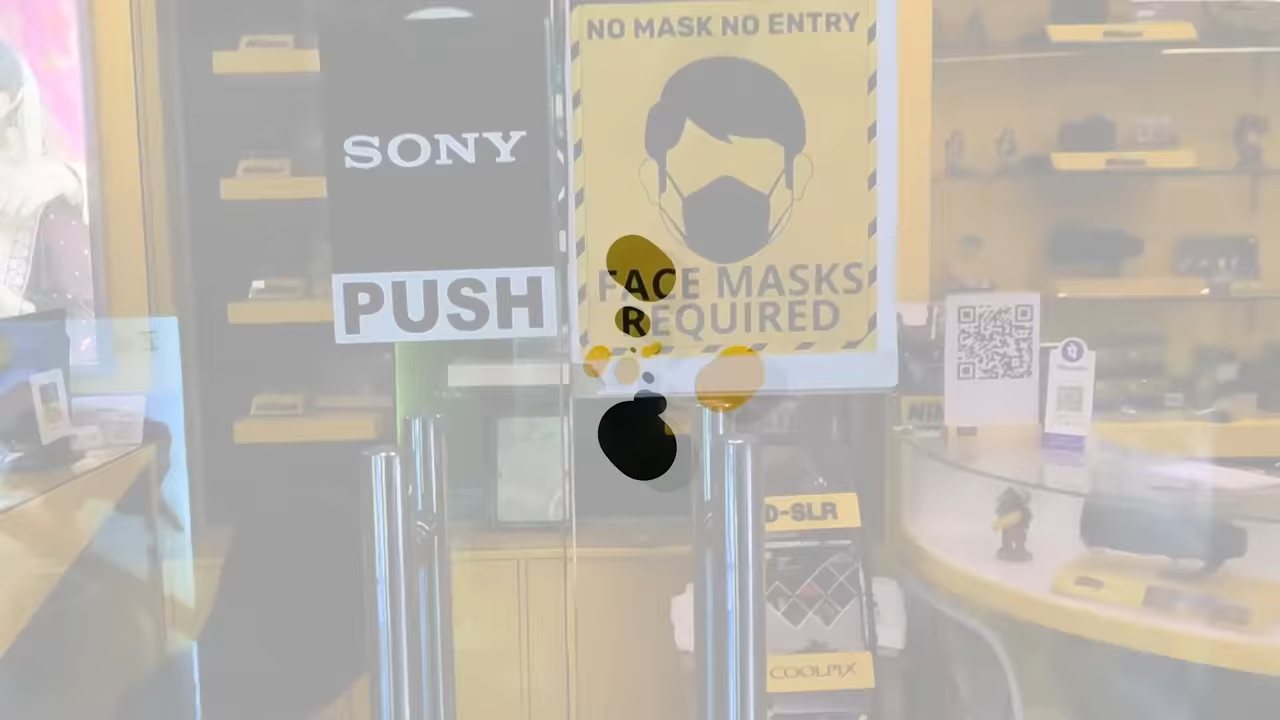 NO MASK NO ENTRY
SONY
PUSH
FACE MASKS
REQUIRED
D-SLR
COOLPIX